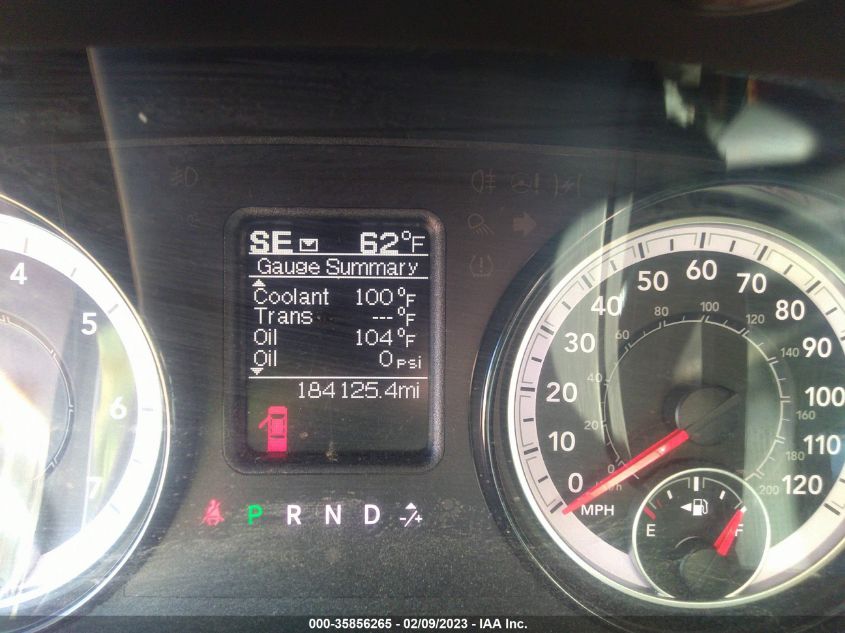 SE 62°F
Gauge Summary
Coolant 100°F
Trans ---°F
Oil 104°F
Oil 0 PSI
184125.4mi
P R N D -/+
4
5
6
7
0 10 20 30 40 50 60 70 80 90 100 110 120
MPH
0 20 40 60 80 100 120 140 160 180 200
km/h
E F
000-35856265 - 02/09/2023 - IAA Inc.